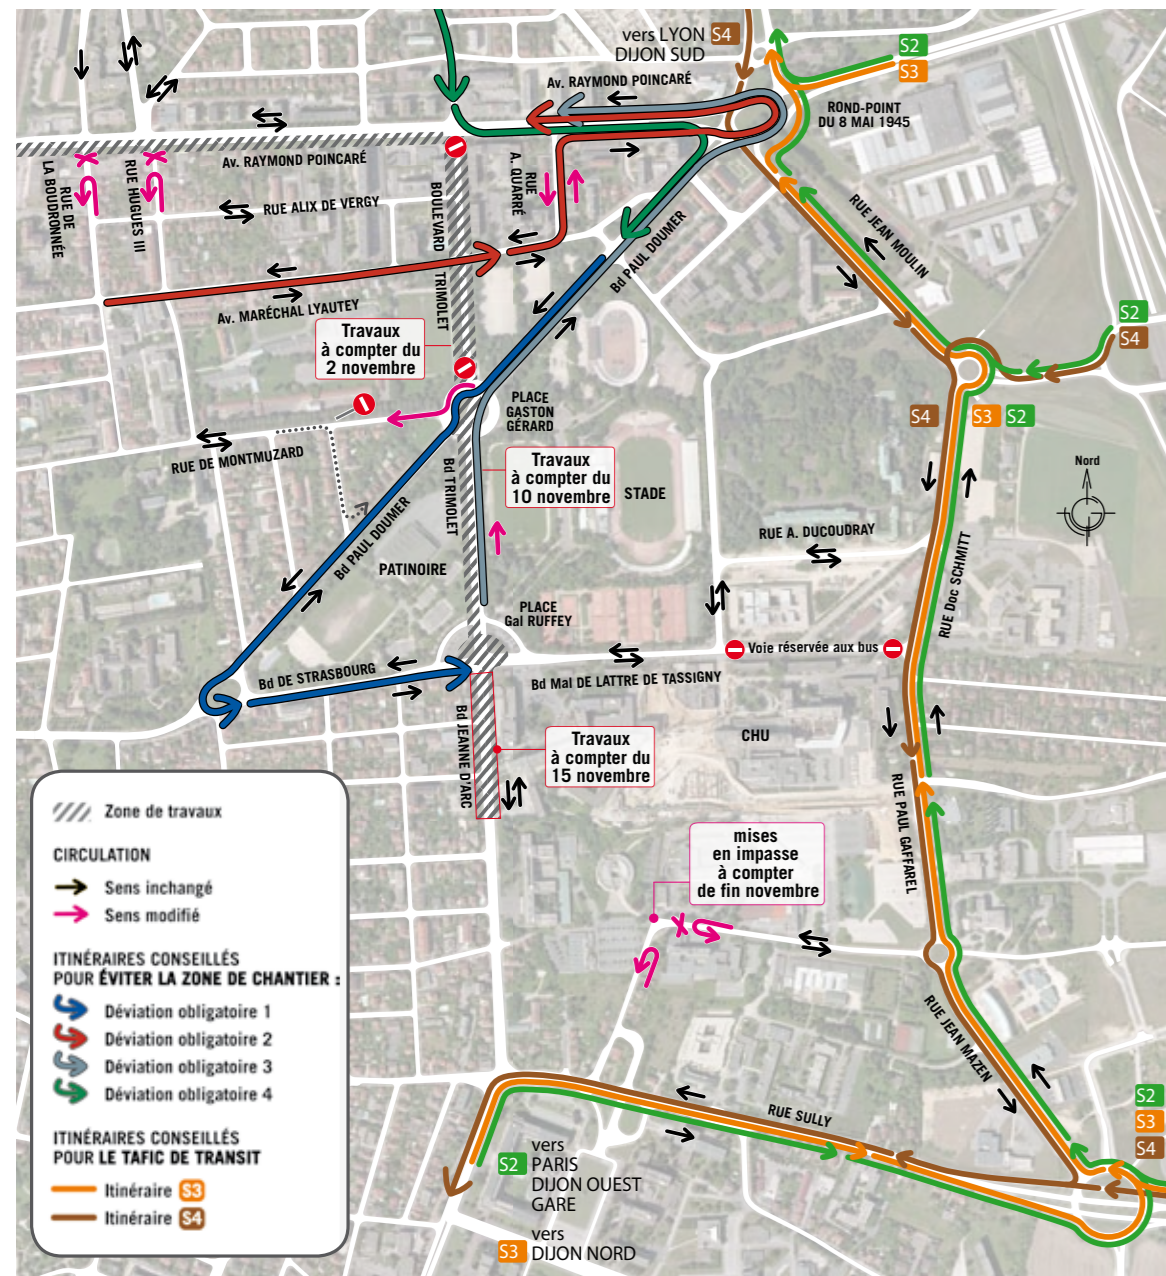 vers LYON S4
DIJON SUD
S2
S3
Av. RAYMOND POINCARÉ
ROND-POINT
DU 8 MAI 1945
Av. RAYMOND POINCARÉ
RUE DE
LA BOUDRONNÉE
RUE HUGUES III
RUE ALIX DE VERGY
BOULEVARD
TRIMOLET
RUE
A. QUARRÉ
RUE JEAN MOULIN
Bd PAUL DOUMER
Av. MARÉCHAL LYAUTEY
S2
S4
Travaux
à compter du
2 novembre
PLACE
GASTON
GÉRARD
S4
S3 S2
RUE DE MONTMUZARD
Bd TRIMOLET
Travaux
à compter du
10 novembre
STADE
Nord
Bd PAUL DOUMER
RUE A. DUCOUDRAY
PATINOIRE
RUE Doc SCHMITT
PLACE
Gal RUFFEY
Voie réservée aux bus
Bd DE STRASBOURG
Bd Mal DE LATTRE DE TASSIGNY
Bd JEANNE D'ARC
Travaux
à compter du
15 novembre
CHU
RUE PAUL GAFFAREL
mises
en impasse
à compter
de fin novembre
Zone de travaux
CIRCULATION
Sens inchangé
Sens modifié
ITINÉRAIRES CONSEILLÉS
POUR ÉVITER LA ZONE DE CHANTIER :
Déviation obligatoire 1
Déviation obligatoire 2
Déviation obligatoire 3
Déviation obligatoire 4
ITINÉRAIRES CONSEILLÉS
POUR LE TAFIC DE TRANSIT
Itinéraire S3
Itinéraire S4
RUE JEAN MAZEN
RUE SULLY
S2
S3
S4
vers
S2 PARIS
DIJON OUEST
GARE
vers
S3 DIJON NORD